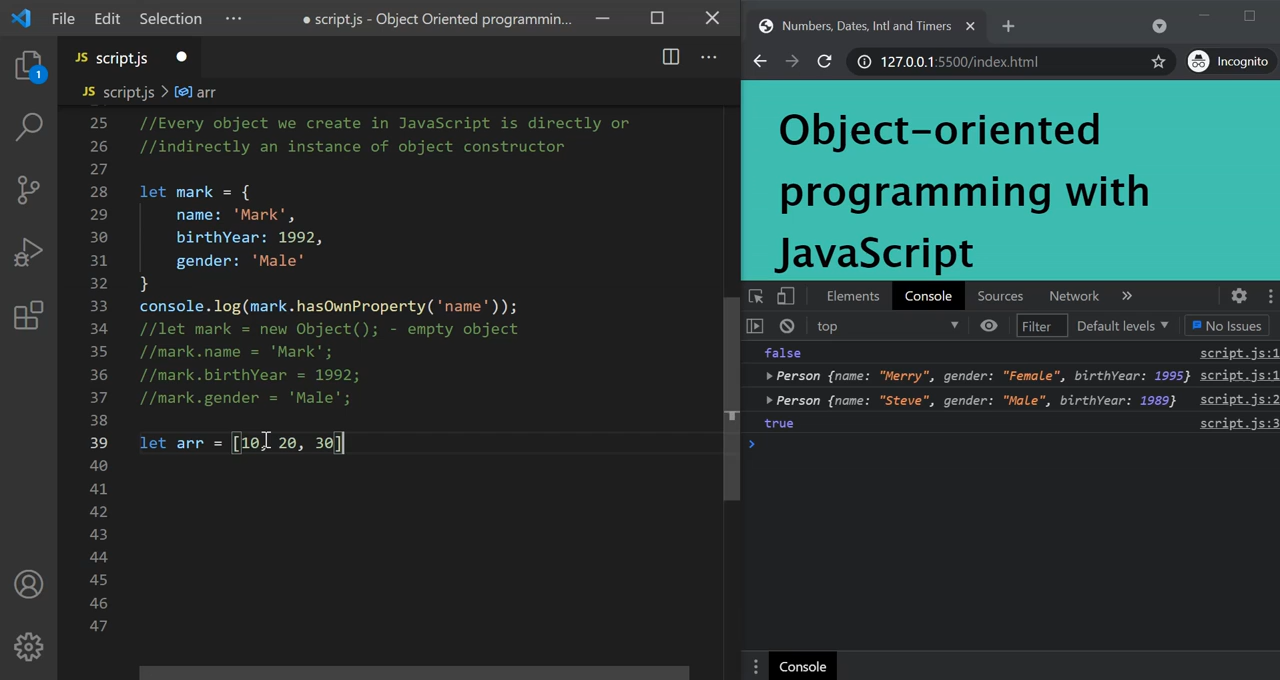 File Edit Selection ··· ● script.js - Object Oriented programmin...
JS script.js ●
JS script.js > arr
25 //Every object we create in JavaScript is directly or
26 //indirectly an instance of object constructor
27
28 let mark = {
29 name: 'Mark',
30 birthYear: 1992,
31 gender: 'Male'
32 }
33 console.log(mark.hasOwnProperty('name'));
34 //let mark = new Object(); - empty object
35 //mark.name = 'Mark';
36 //mark.birthYear = 1992;
37 //mark.gender = 'Male';
38
39 let arr = [10, 20, 30]
40
41
42
43
44
45
46
47
1
Numbers, Dates, Intl and Timers
127.0.0.1:5500/index.html Incognito
Object-oriented
programming with
JavaScript
Elements Console Sources Network »
top Filter Default levels No Issues
false script.js:1
Person {name: "Merry", gender: "Female", birthYear: 1995} script.js:1
Person {name: "Steve", gender: "Male", birthYear: 1989} script.js:2
true script.js:3
Console